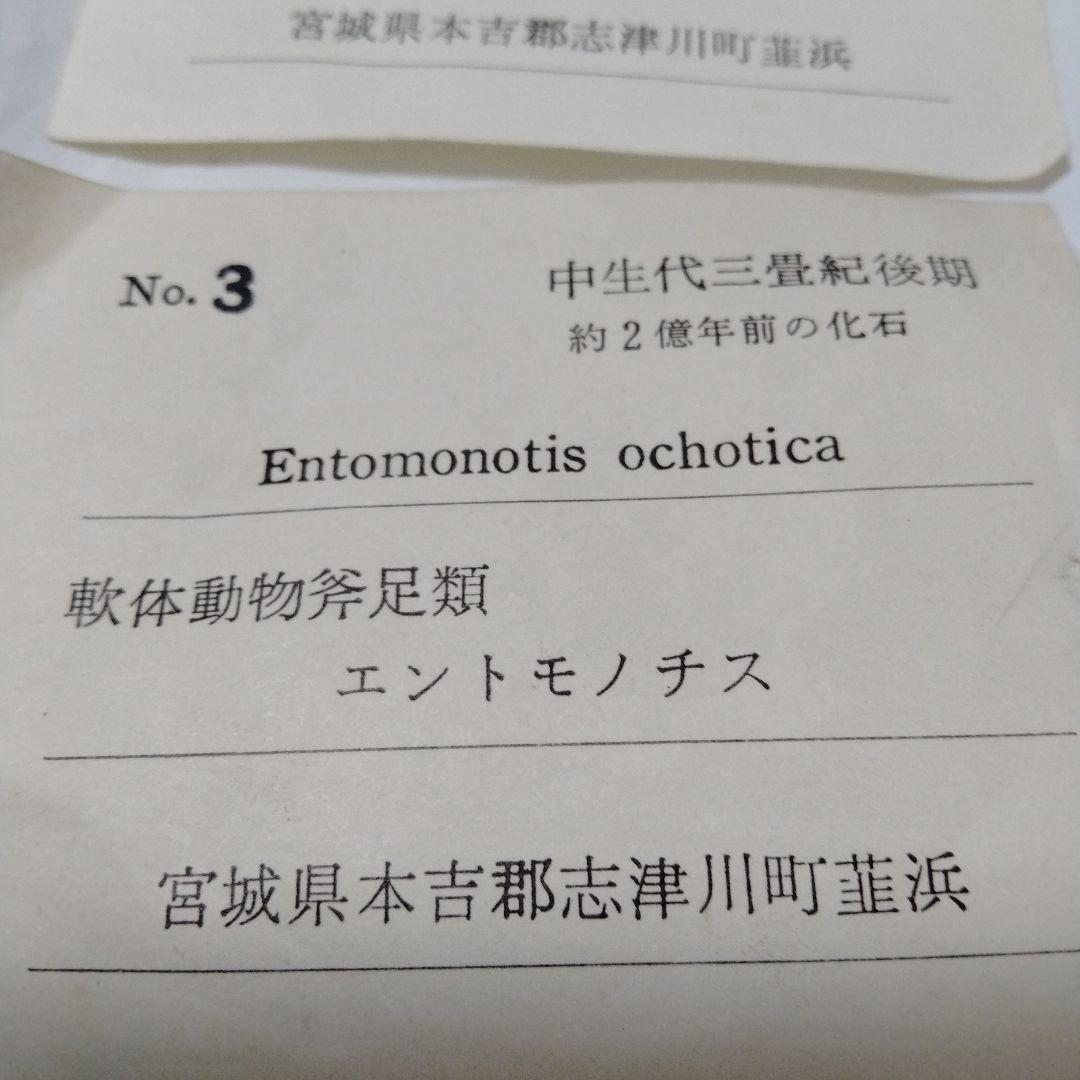 宮城県本吉郡志津川町韮浜
No. 3
中生代三畳紀後期
約2億年前の化石
Entomonotis ochotica
軟体動物斧足類
エントモノチス
宮城県本吉郡志津川町韮浜